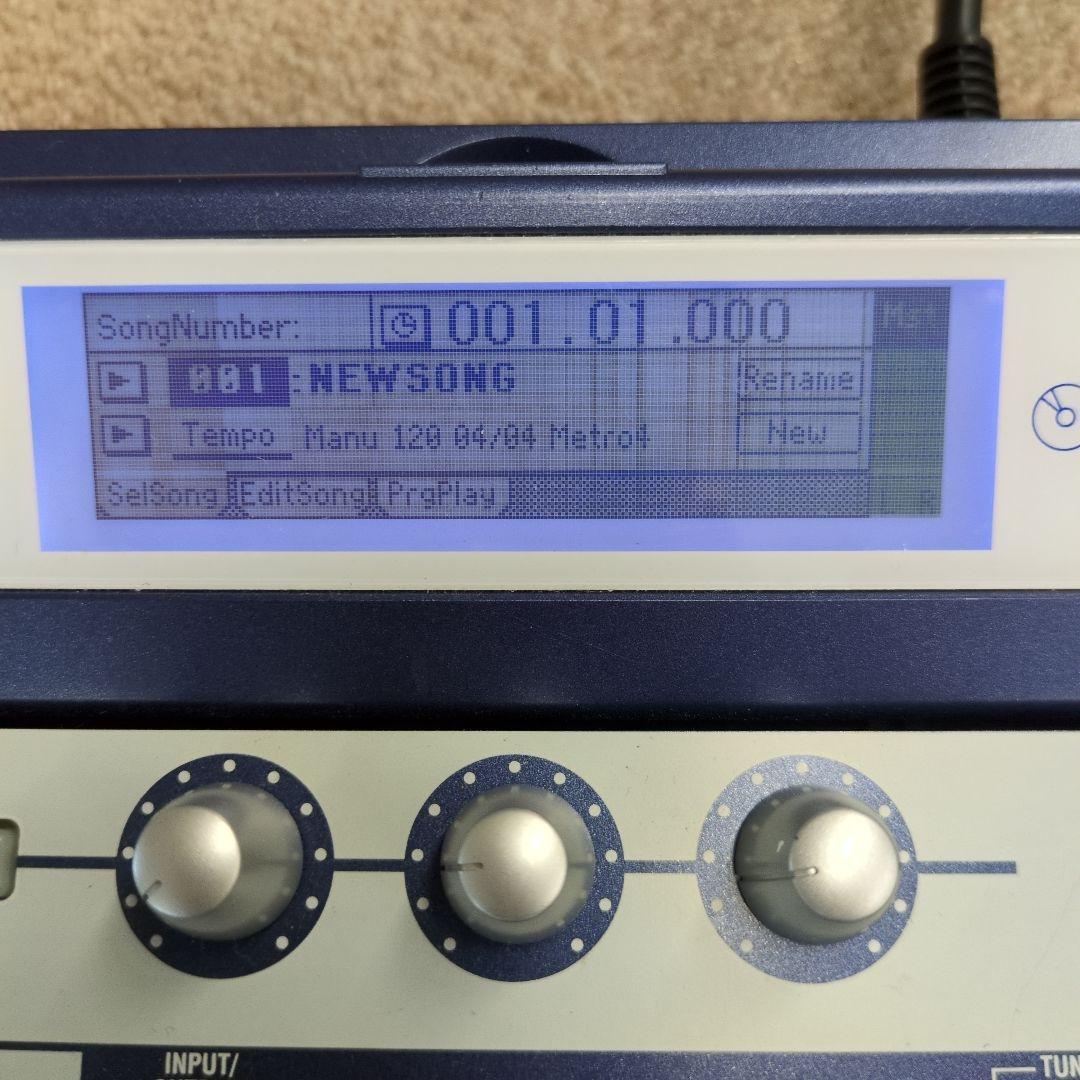 SongNumber: 001.01.000
001 :NEWSONG Rename
Tempo Manu 120 04/04 Metro4 New
SelSong EditSong PrgPlay
INPUT/